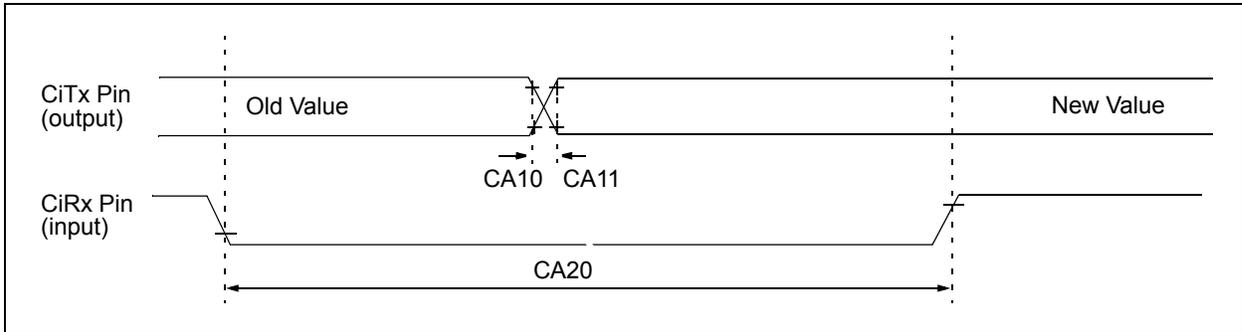 CiTx Pin
(output)
Old Value
New Value
CA10 CA11
CiRx Pin
(input)
CA20